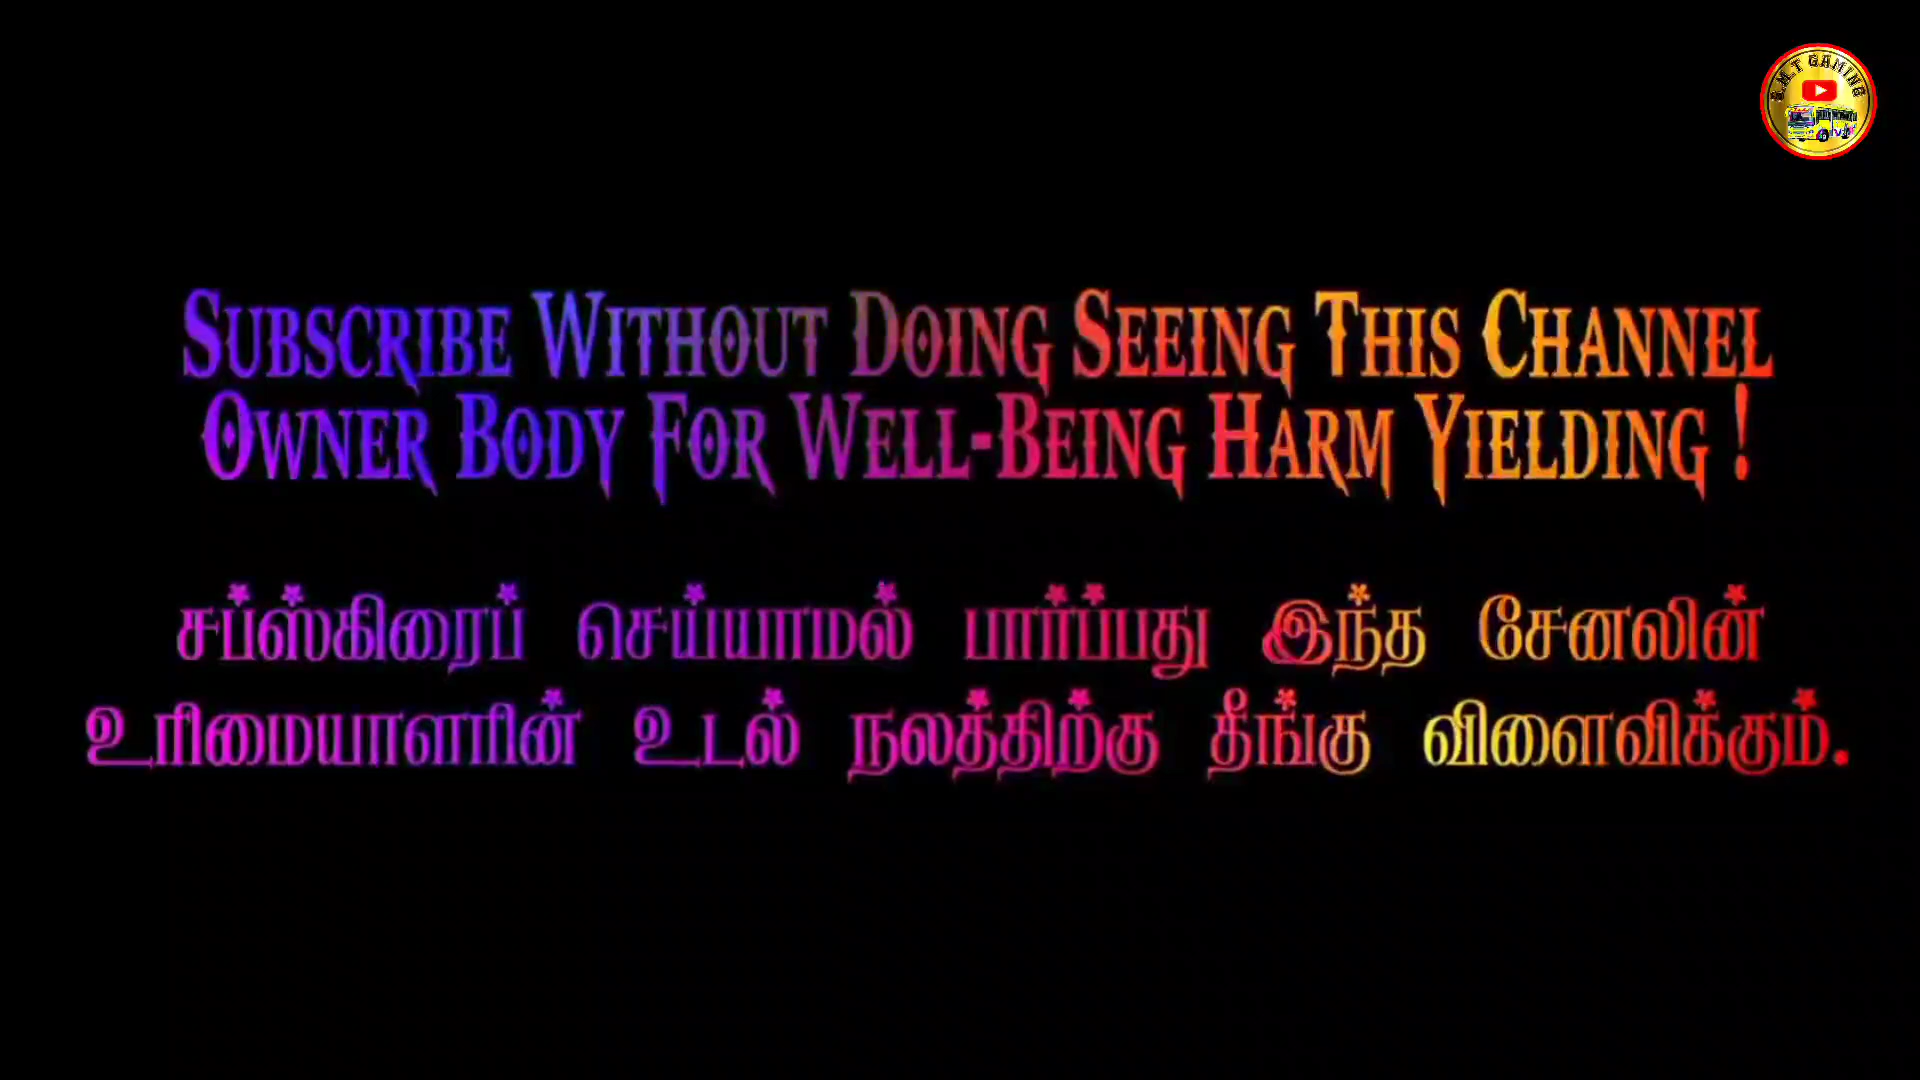 G A M I N G
Subscribe Without Doing Seeing This Channel
Owner Body For Well-Being Harm Yielding !
சப்ஸ்கிரைப் செய்யாமல் பார்ப்பது இந்த சேனலின்
உரிமையாளரின் உடல் நலத்திற்கு தீங்கு விளைவிக்கும்.